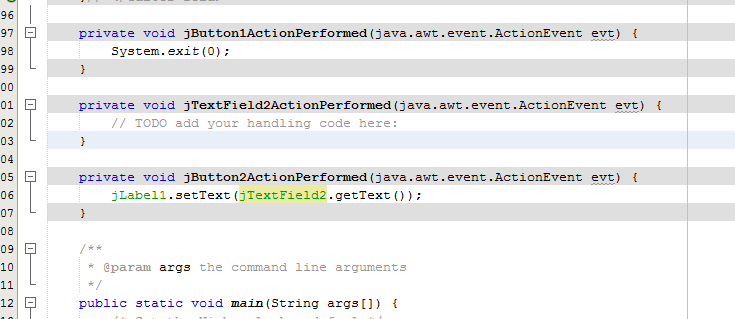 96
97 private void jButton1ActionPerformed(java.awt.event.ActionEvent evt) {
98 System.exit(0);
99 }
00
01 private void jTextField2ActionPerformed(java.awt.event.ActionEvent evt) {
02 // TODO add your handling code here:
03 }
04
05 private void jButton2ActionPerformed(java.awt.event.ActionEvent evt) {
06 jLabel1.setText(jTextField2.getText());
07 }
08
09 /**
10 * @param args the command line arguments
11 */
12 public static void main(String args[]) {